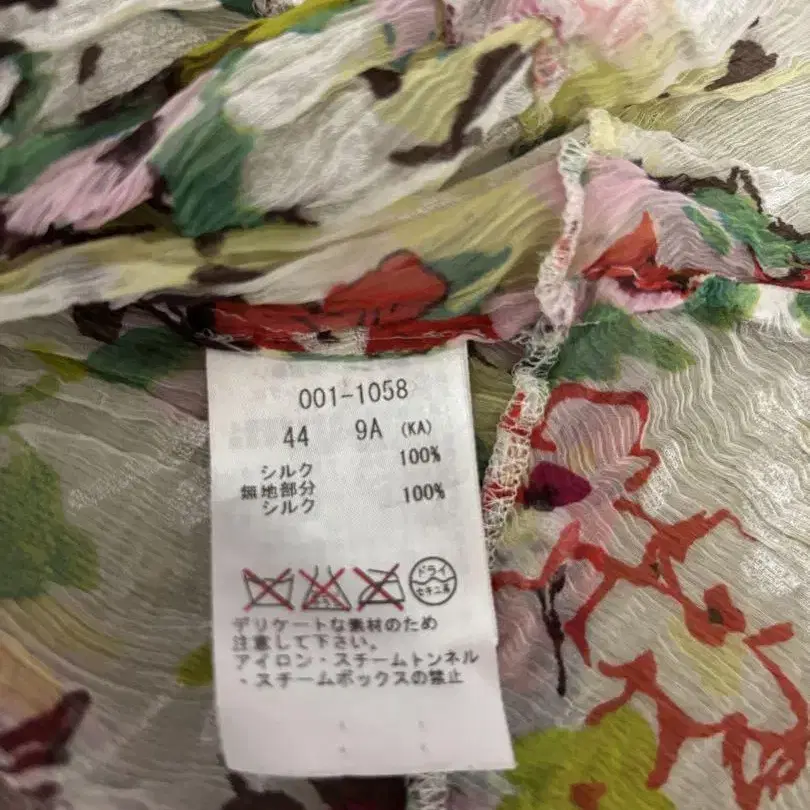 001-1058
44 9A (KA)
シルク 100%
無地部分
シルク 100%
ドライ
セキユ系
デリケートな素材のため
注意して下さい。
アイロン・スチームトンネル
・スチームボックスの禁止